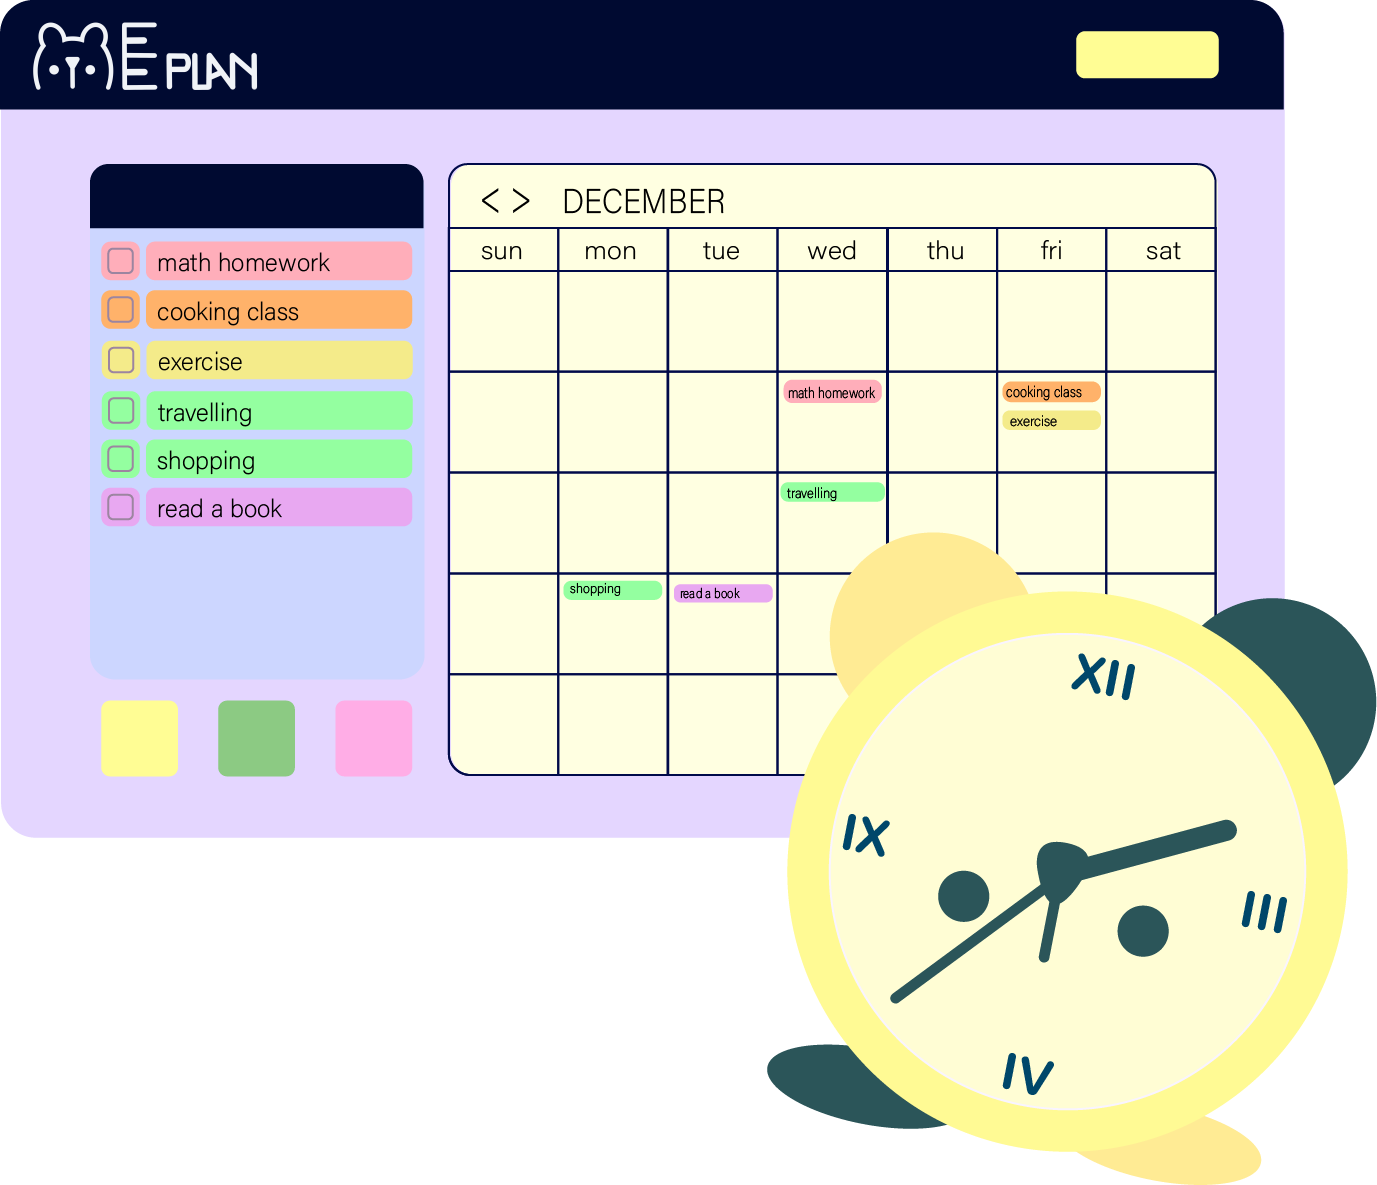 EPLAN
math homework
cooking class
exercise
travelling
shopping
read a book
< > DECEMBER
sun mon tue wed thu fri sat
math homework cooking class
exercise
travelling
shopping read a book
XII
IX
III
IV